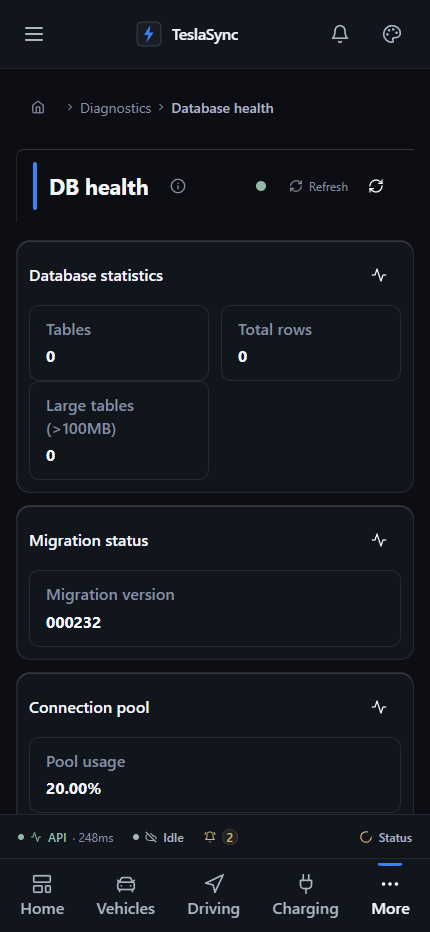 TeslaSync
Diagnostics
Database health
DB health
Refresh
Database statistics
Tables
0
Total rows
0
Large tables
(>100MB)
0
Migration status
Migration version
000232
Connection pool
Pool usage
20.00%
API · 248ms
Idle
2
Status
Home
Vehicles
Driving
Charging
More